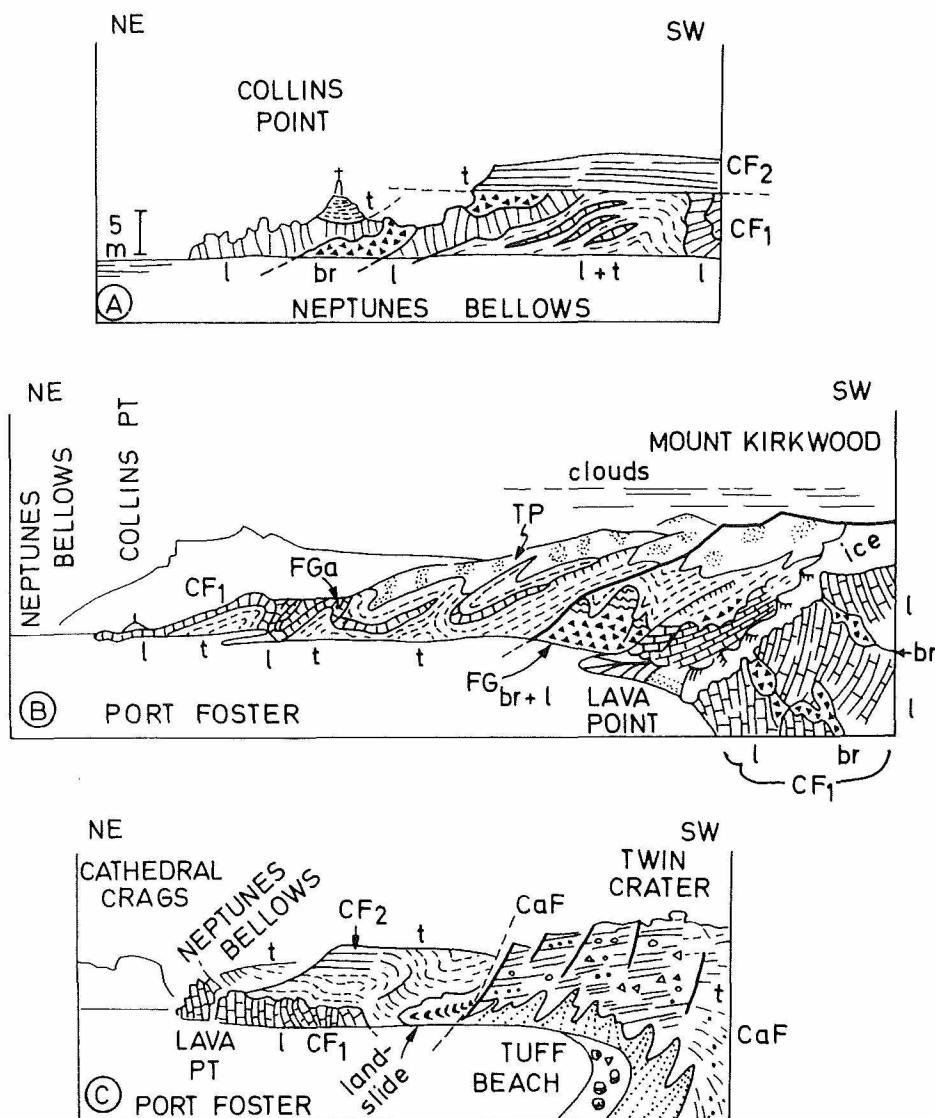 NE
SW
COLLINS
POINT
t
t
CF2
CF1
5
m
l
br
l
l + t
l
A
NEPTUNES BELLOWS
NE
SW
NEPTUNES
BELLOWS
COLLINS PT
MOUNT KIRKWOOD
clouds
TP
ice
FGa
CF1
l
br
l
t
l
t
t
FG br + l
LAVA
POINT
l
B
PORT FOSTER
l
br
CF1
NE
SW
CATHEDRAL
CRAGS
NEPTUNES
BELLOWS
TWIN
CRATER
CaF
CF2
t
t
t
CaF
LAVA
PT
l
CF1
land-
slide
TUFF
BEACH
C
PORT FOSTER